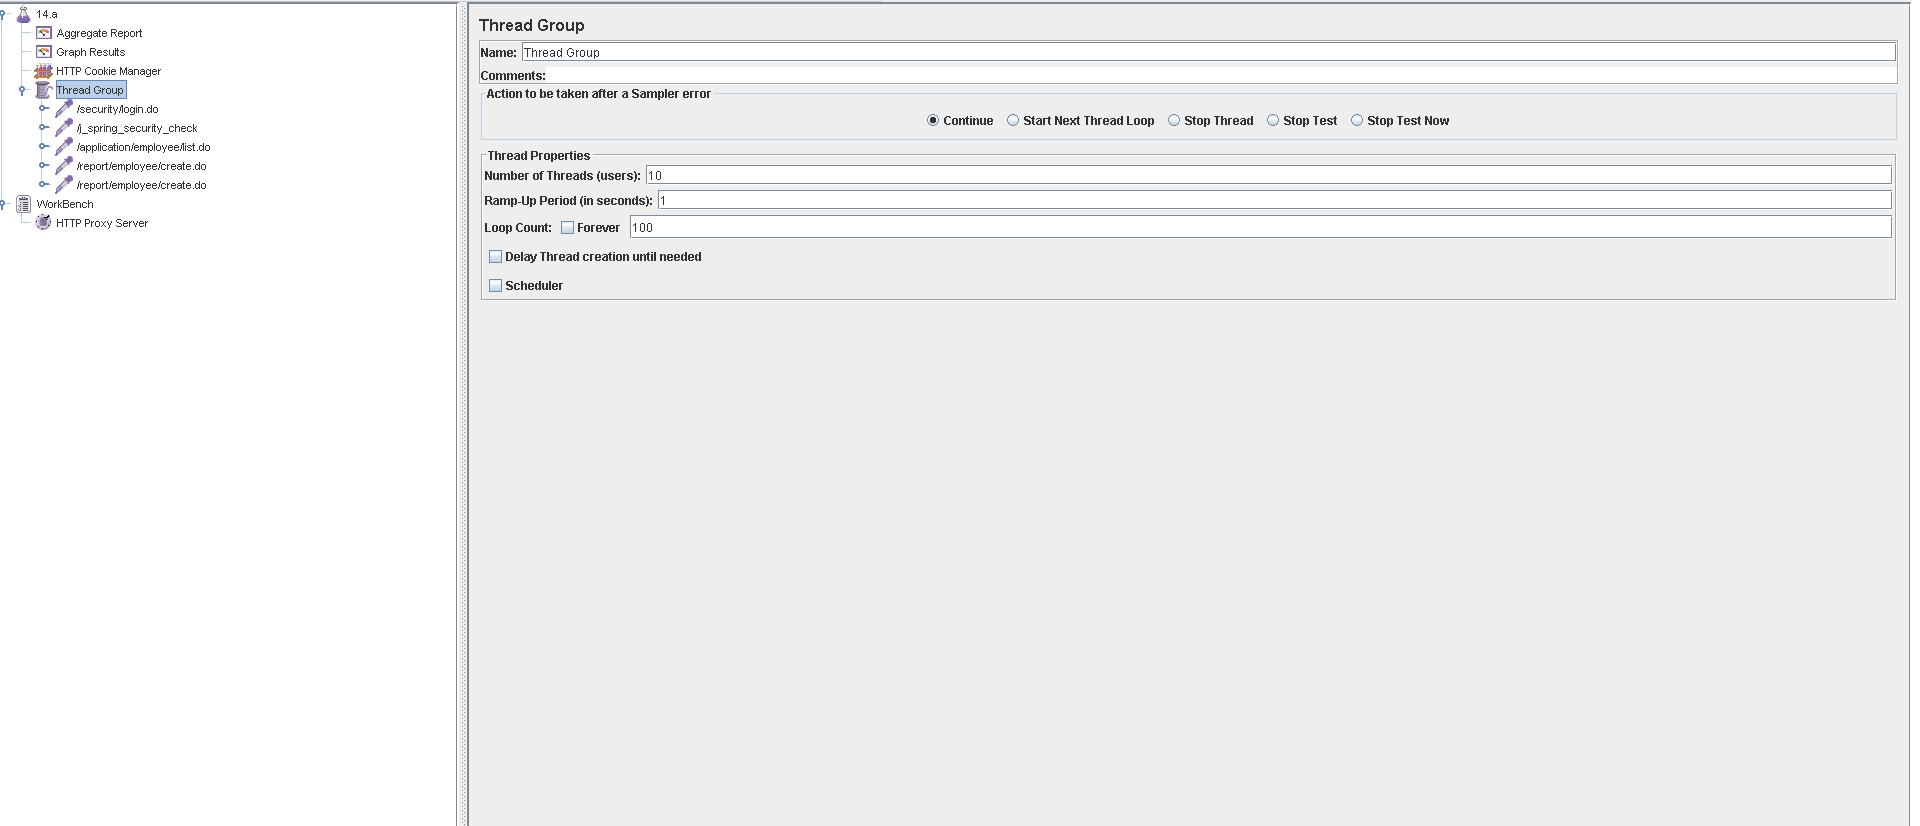 14.a
Aggregate Report
Graph Results
HTTP Cookie Manager
Thread Group
/security/login.do
/j_spring_security_check
/application/employee/list.do
/report/employee/create.do
/report/employee/create.do
WorkBench
HTTP Proxy Server
Thread Group
Name: Thread Group
Comments:
Action to be taken after a Sampler error
Continue Start Next Thread Loop Stop Thread Stop Test Stop Test Now
Thread Properties
Number of Threads (users): 10
Ramp-Up Period (in seconds): 1
Loop Count: Forever 100
Delay Thread creation until needed
Scheduler